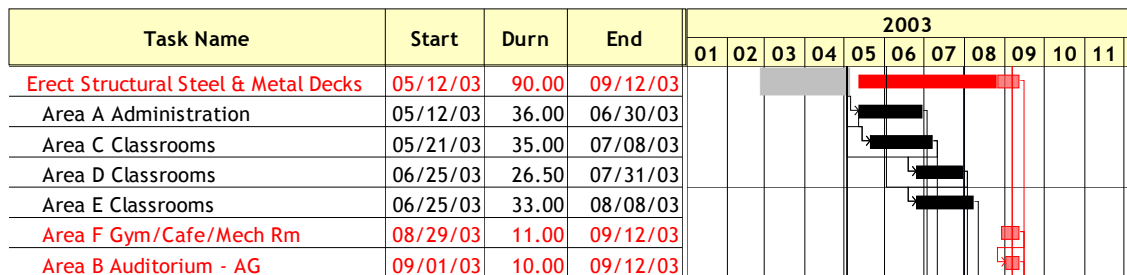 Task Name Start Durn End 2003
01 02 03 04 05 06 07 08 09 10 11
Erect Structural Steel & Metal Decks 05/12/03 90.00 09/12/03
Area A Administration 05/12/03 36.00 06/30/03
Area C Classrooms 05/21/03 35.00 07/08/03
Area D Classrooms 06/25/03 26.50 07/31/03
Area E Classrooms 06/25/03 33.00 08/08/03
Area F Gym/Cafe/Mech Rm 08/29/03 11.00 09/12/03
Area B Auditorium - AG 09/01/03 10.00 09/12/03